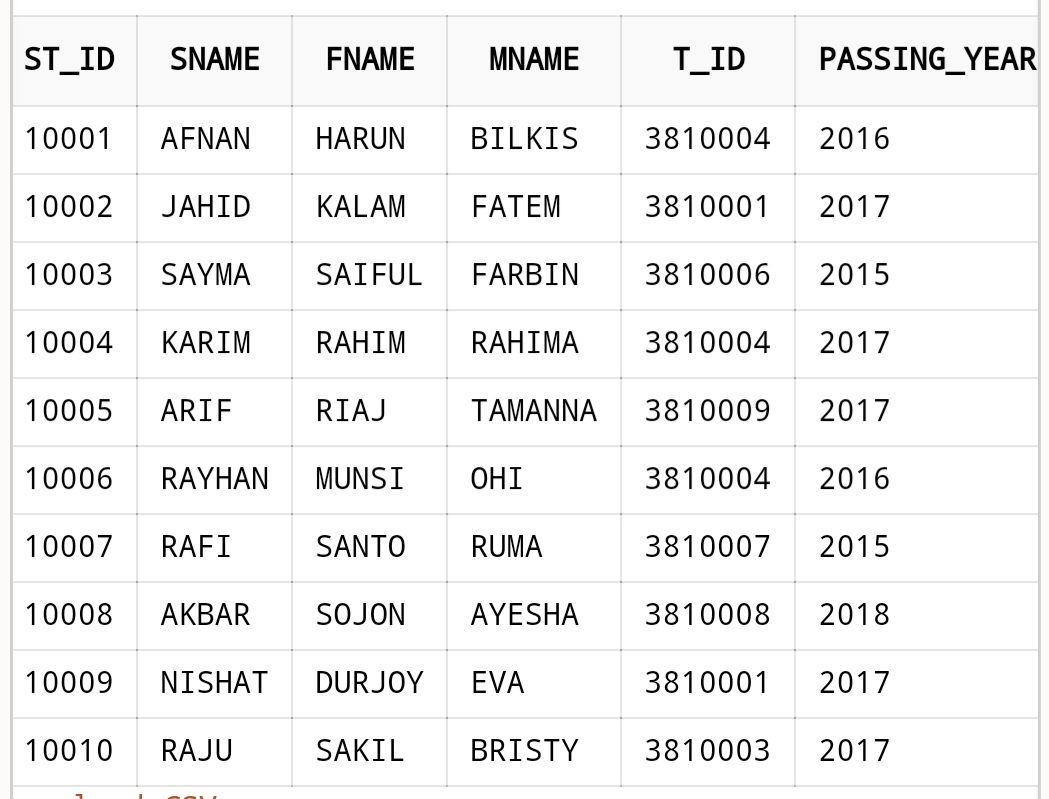 ST_ID SNAME FNAME MNAME T_ID PASSING_YEAR
10001 AFNAN HARUN BILKIS 3810004 2016
10002 JAHID KALAM FATEM 3810001 2017
10003 SAYMA SAIFUL FARBIN 3810006 2015
10004 KARIM RAHIM RAHIMA 3810004 2017
10005 ARIF RIAJ TAMANNA 3810009 2017
10006 RAYHAN MUNSI OHI 3810004 2016
10007 RAFI SANTO RUMA 3810007 2015
10008 AKBAR SOJON AYESHA 3810008 2018
10009 NISHAT DURJOY EVA 3810001 2017
10010 RAJU SAKIL BRISTY 3810003 2017